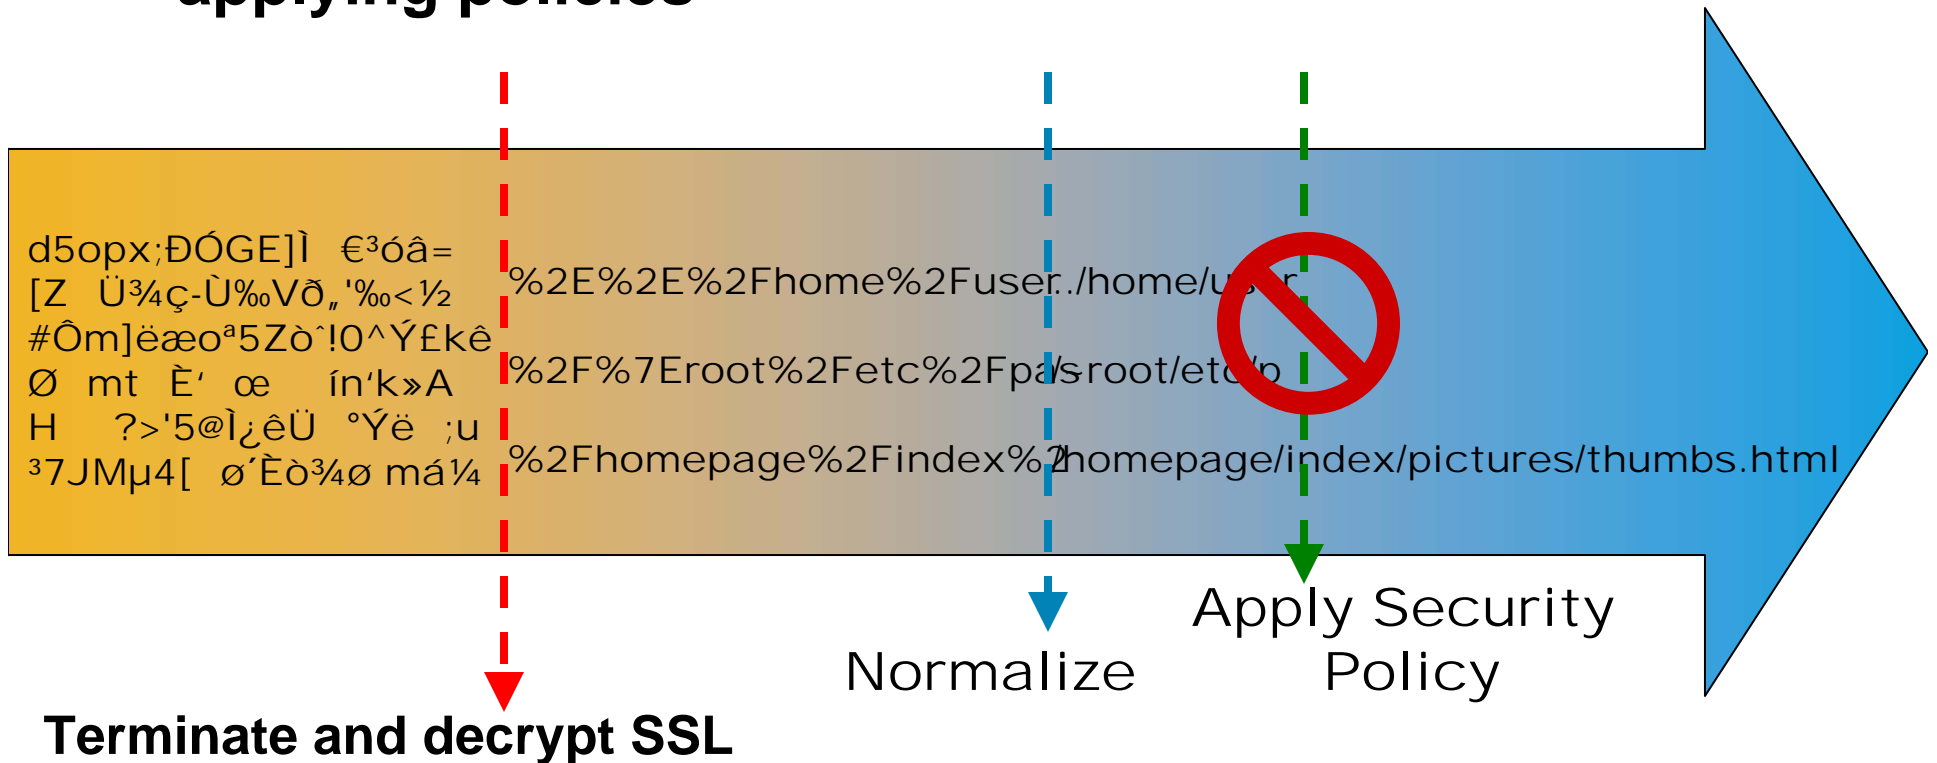 applying policies
d5opx;ÐÓGE]Ì €³óâ=
[Z Ü¾ç-Ù‰Vð„'‰<½
#Ôm]ëæoª5Zòˆ!0^Ý£kê
Ø mt È‘ œ ín‘k»A
H ?>'5@Ì¿êÜ °Ýë ;u
³7JMµ4[ ø´Èò¾ø má¼
%2E%2E%2Fhome%2Fuser
../home/user
%2F%7Eroot%2Fetc%2Fpas
/~root/etc/p
%2Fhomepage%2Findex%2
/homepage/index/pictures/thumbs.html
Apply Security
Policy
Normalize
Terminate and decrypt SSL